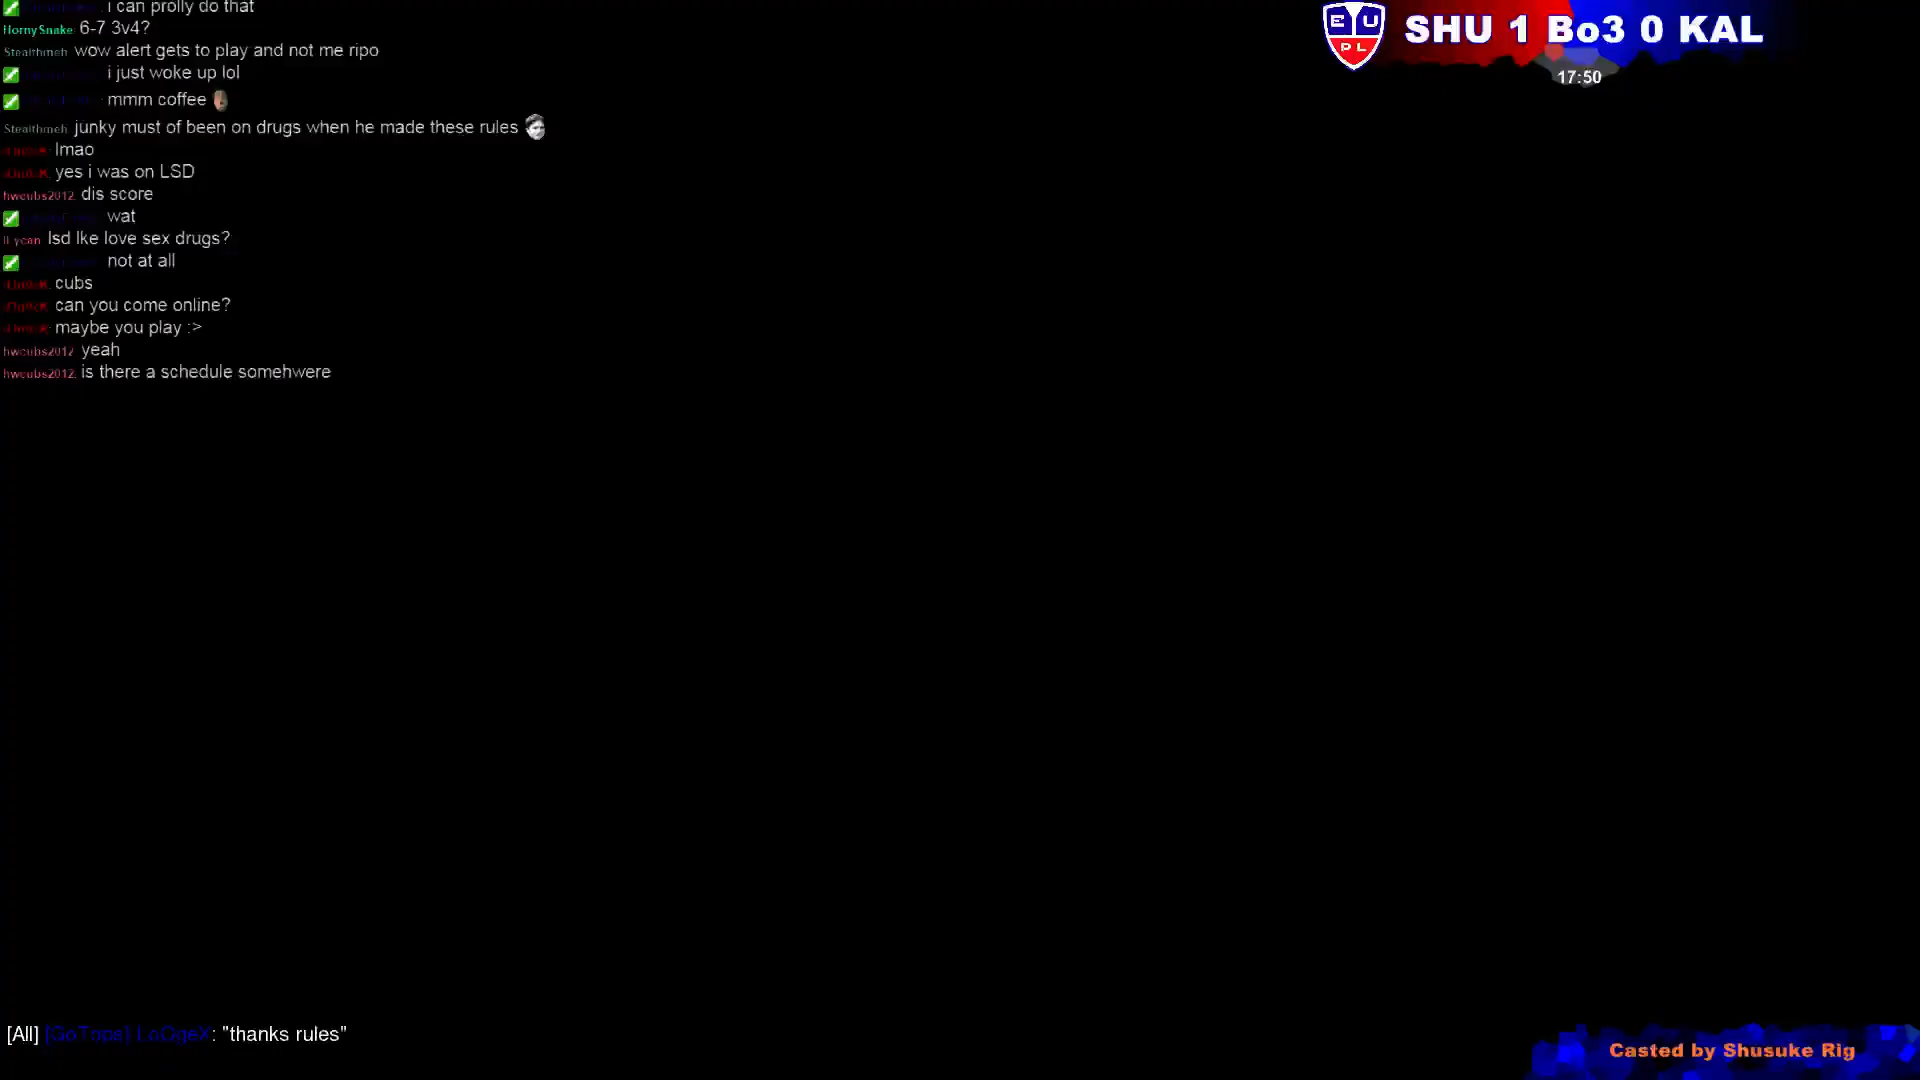 i can prolly do that
HornySnake: 6-7 3v4?
Stealthmeh: wow alert gets to play and not me ripo
i just woke up lol
mmm coffee
Stealthmeh: junky must of been on drugs when he made these rules
lmao
yes i was on LSD
hwcubs2012: dis score
wat
lsd lke love sex drugs?
not at all
cubs
can you come online?
maybe you play :>
hwcubs2012: yeah
hwcubs2012: is there a schedule somehwere
EU
PL
SHU 1 Bo3 0 KAL
17:50
[All] LoOgeX: "thanks rules"
Casted by Shusuke Rig